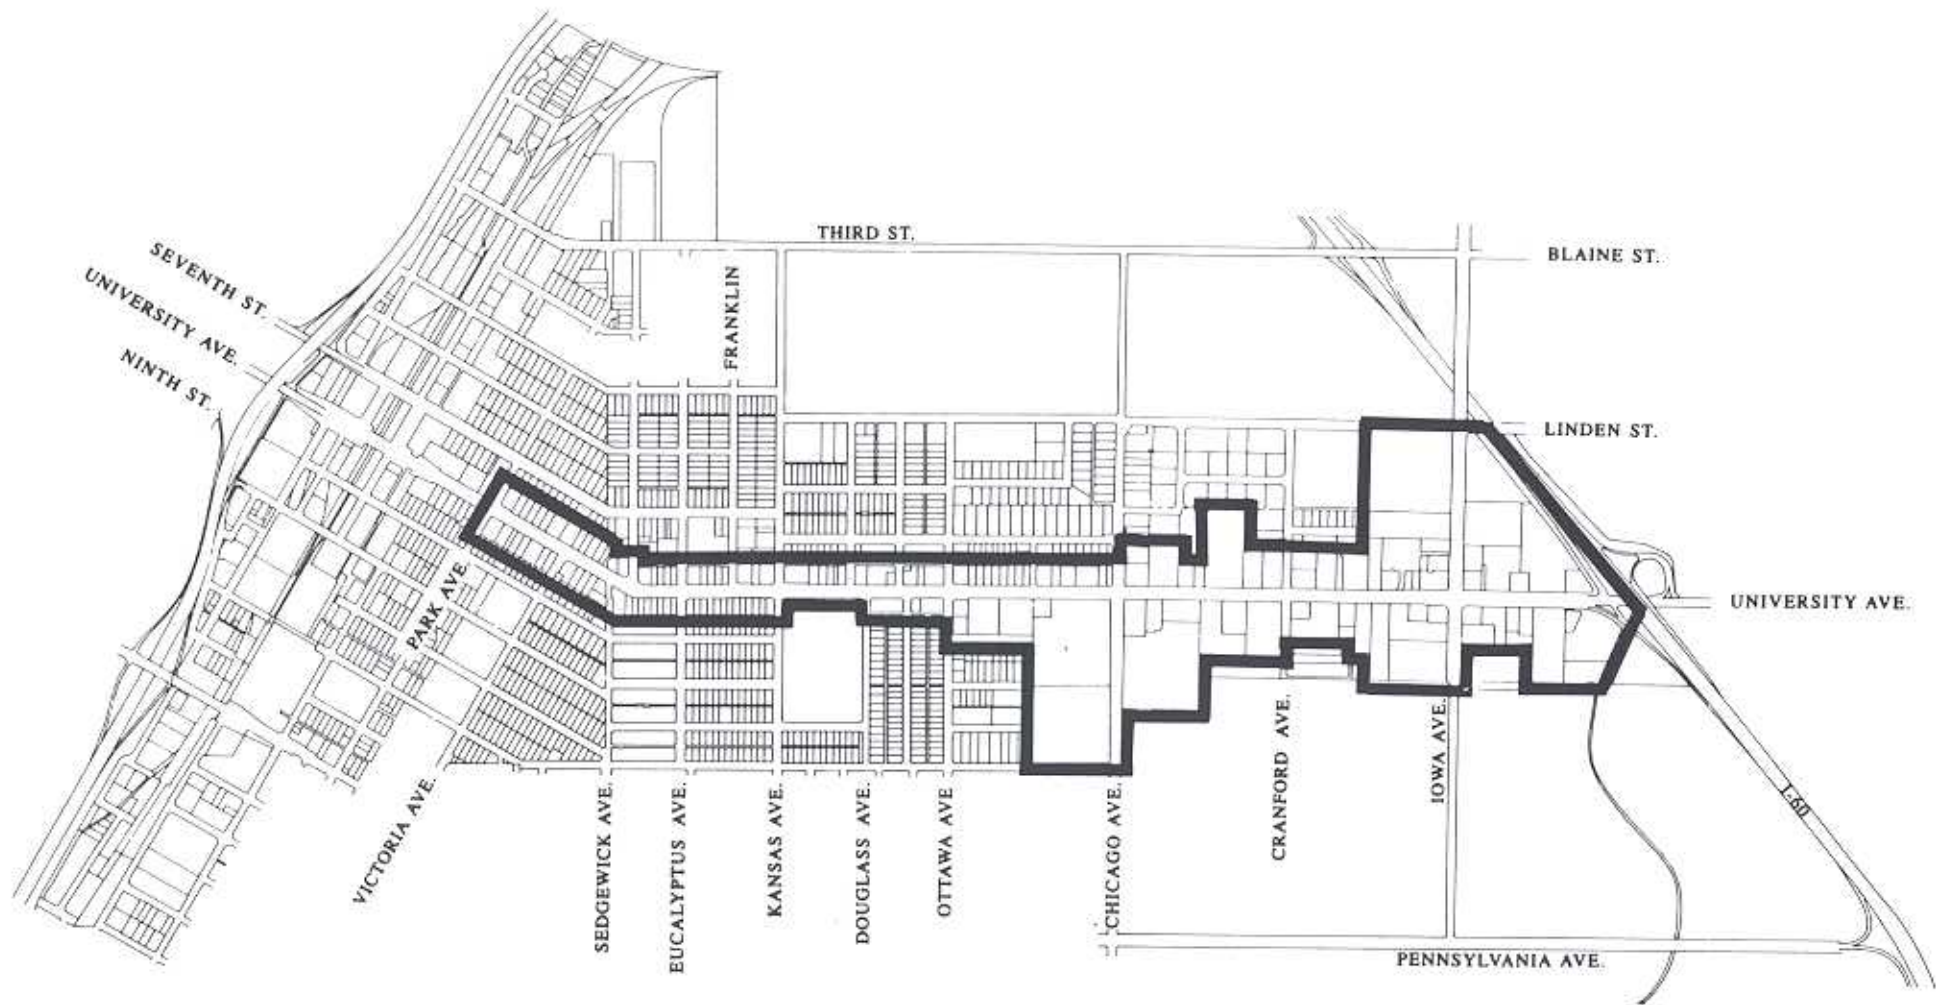 THIRD ST.
BLAINE ST.
SEVENTH ST.
UNIVERSITY AVE.
NINTH ST.
FRANKLIN
LINDEN ST.
UNIVERSITY AVE.
PARK AVE
VICTORIA AVE.
SEDGEWICK AVE.
EUCALYPTUS AVE.
KANSAS AVE.
DOUGLASS AVE.
OTTAWA AVE
CHICAGO AVE.
CRANFORD AVE.
IOWA AVE.
I-60
PENNSYLVANIA AVE.